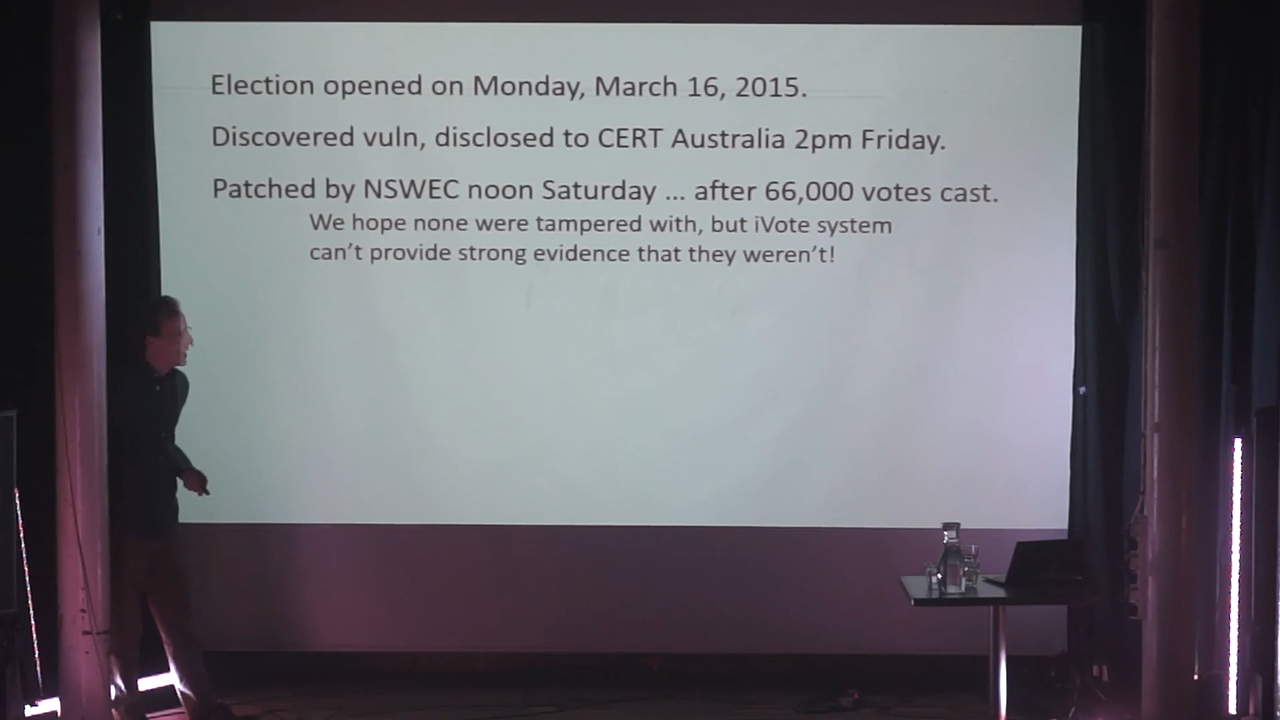 Election opened on Monday, March 16, 2015.
Discovered vuln, disclosed to CERT Australia 2pm Friday.
Patched by NSWEC noon Saturday ... after 66,000 votes cast.
We hope none were tampered with, but iVote system
can't provide strong evidence that they weren't!